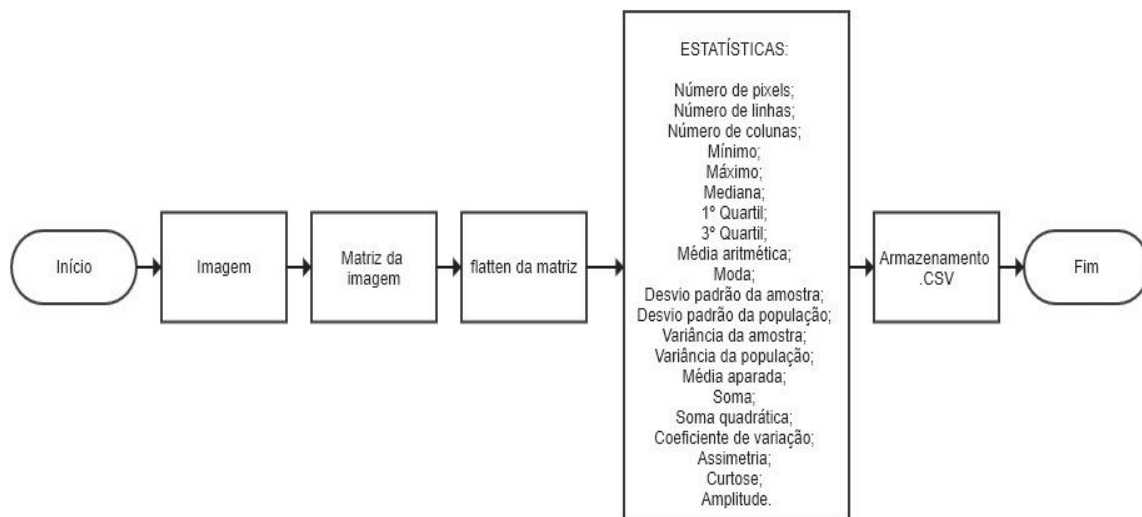 Início
Imagem
Matriz da
imagem
flatten da matriz
ESTATÍSTICAS:
Número de pixels;
Número de linhas;
Número de colunas;
Mínimo;
Máximo;
Mediana;
1º Quartil;
3º Quartil;
Média aritmética;
Moda;
Desvio padrão da amostra;
Desvio padrão da população;
Variância da amostra;
Variância da população;
Média aparada;
Soma;
Soma quadrática;
Coeficiente de variação;
Assimetria;
Curtose;
Amplitude.
Armazenamento
.CSV
Fim